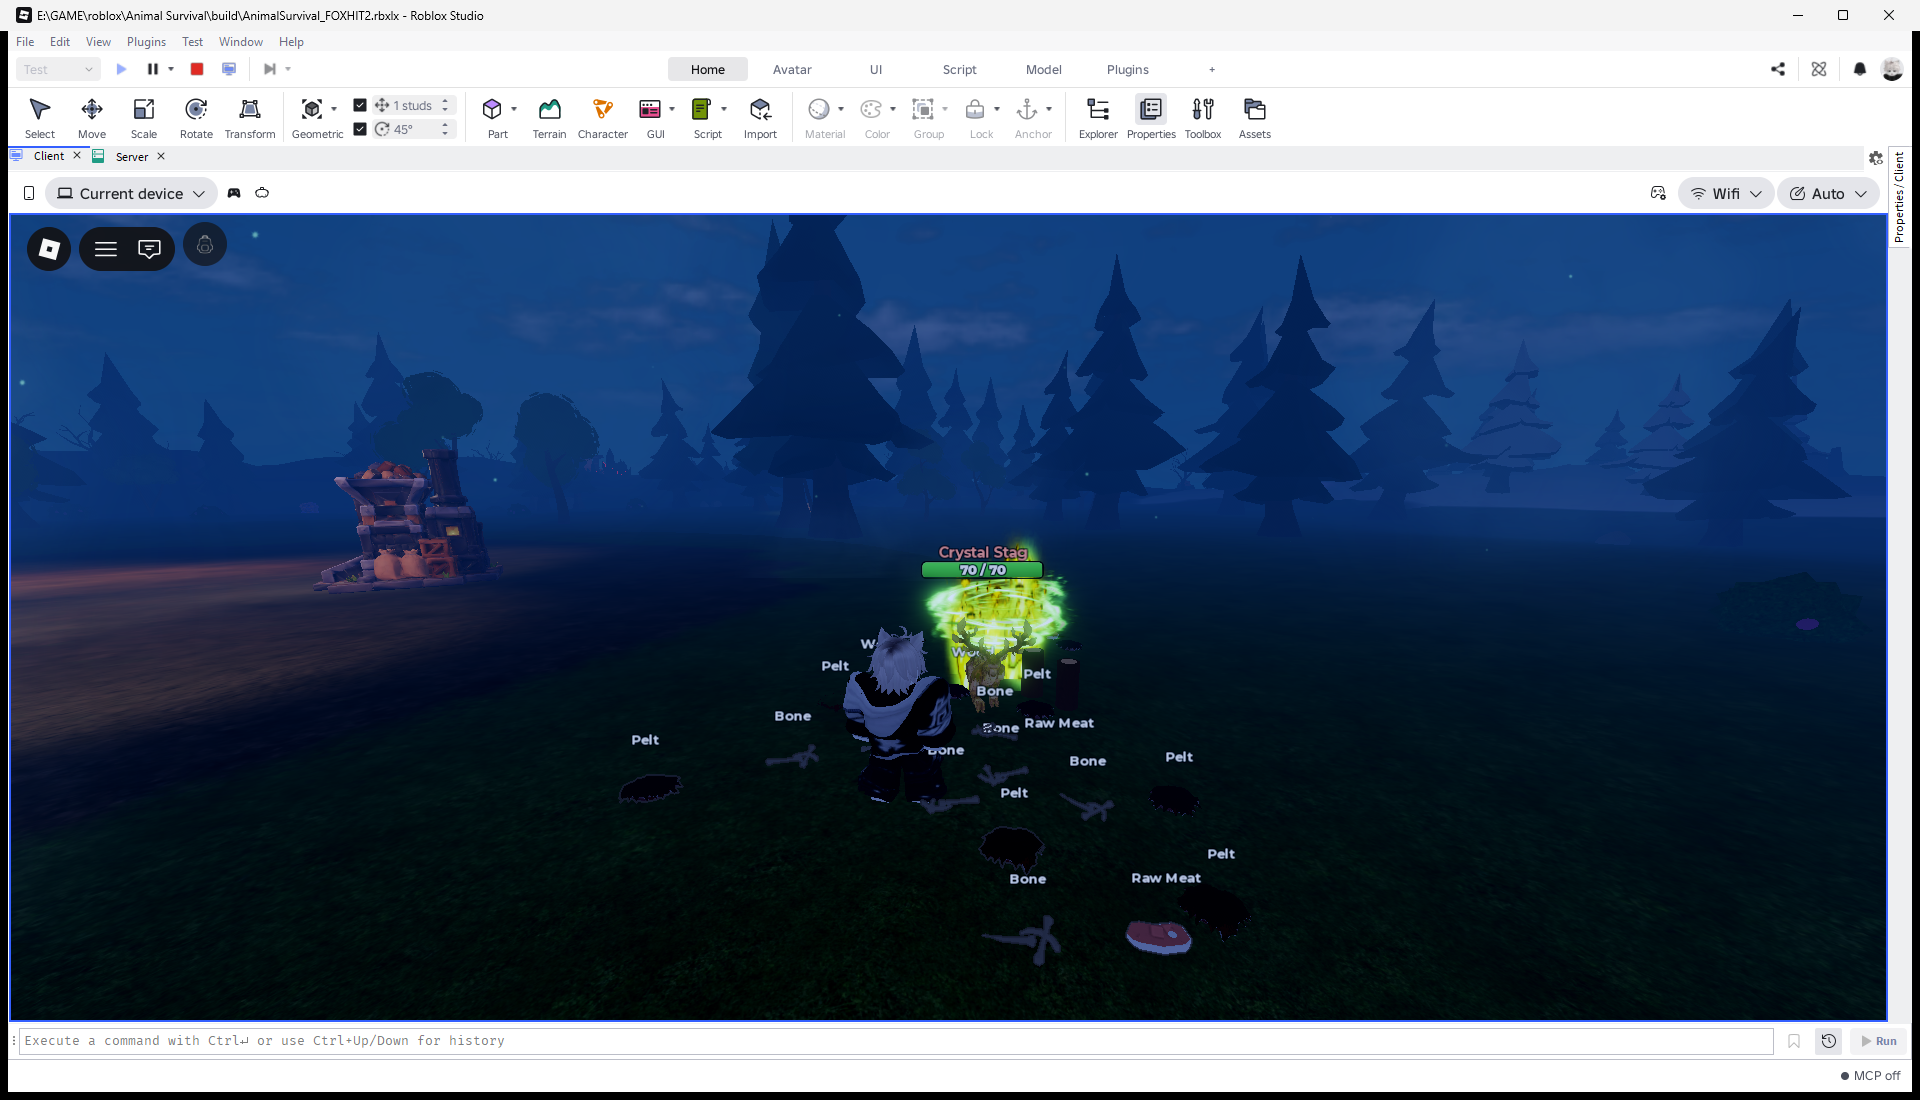 E:\GAME\roblox\Animal Survival\build\AnimalSurvival_FOXHIT2.rbxlx - Roblox Studio
File Edit View Plugins Test Window Help
Test
Home Avatar UI Script Model Plugins +
Select Move Scale Rotate Transform Geometric
1 studs
45°
Part Terrain Character GUI Script Import
Material Color Group Lock Anchor
Explorer Properties Toolbox Assets
Client Server
Properties / Client
Current device
Wifi Auto
Crystal Stag
70 / 70
Pelt
Pelt
Bone
Bone
Raw Meat
Bone
Pelt
Bone
Bone
Pelt
Pelt
Pelt
Raw Meat
Bone
Execute a command with Ctrl↵ or use Ctrl+Up/Down for history
Run
MCP off